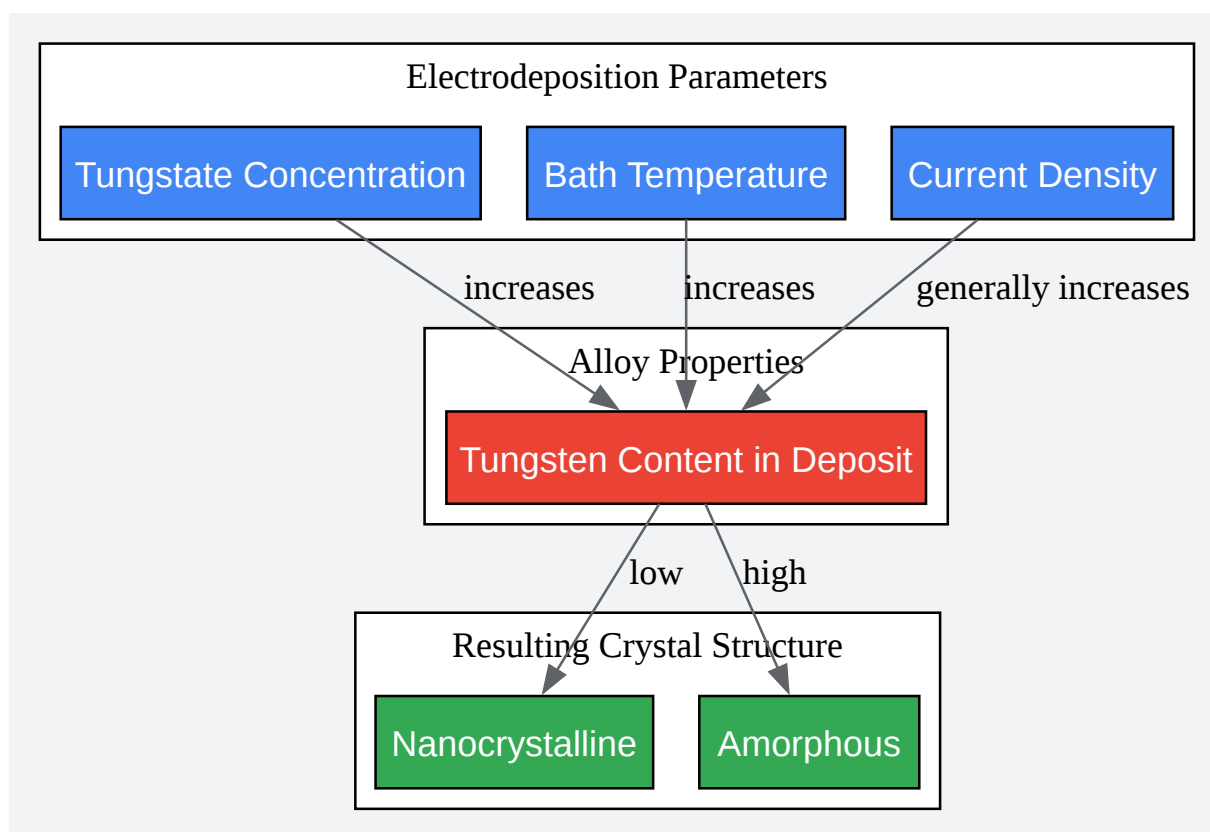 Electrodeposition Parameters
Tungstate Concentration
Bath Temperature
Current Density
increases
increases
generally increases
Alloy Properties
Tungsten Content in Deposit
low
high
Resulting Crystal Structure
Nanocrystalline
Amorphous